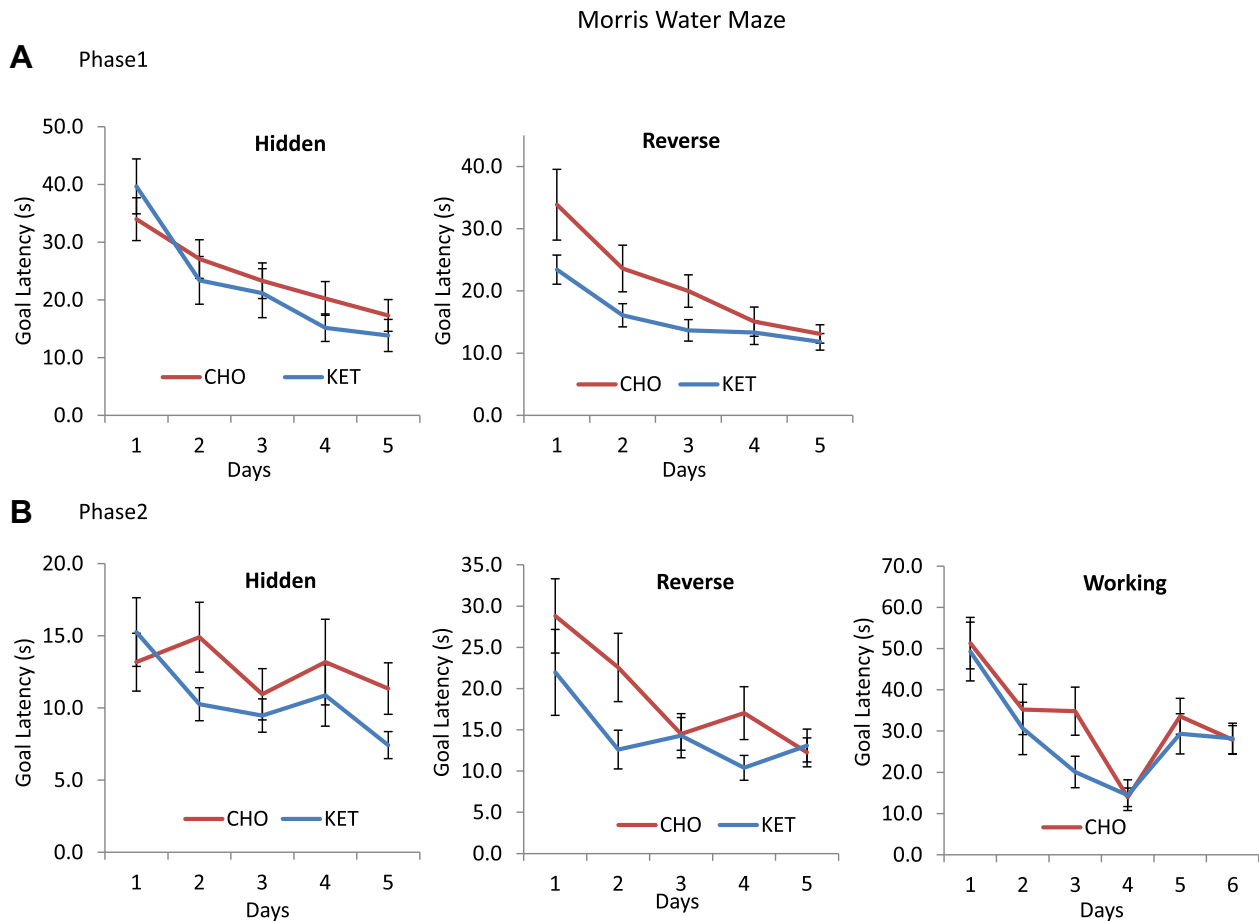 Morris Water Maze
A Phase1
Hidden
Goal Latency (s)
50.0
40.0
30.0
20.0
10.0
0.0
CHO KET
1 2 3 4 5
Days
Reverse
Goal Latency (s)
40.0
30.0
20.0
10.0
0.0
CHO KET
1 2 3 4 5
Days
B Phase2
Hidden
Goal Latency (s)
20.0
15.0
10.0
5.0
0.0
CHO KET
1 2 3 4 5
Days
Reverse
Goal Latency (s)
35.0
30.0
25.0
20.0
15.0
10.0
5.0
0.0
CHO KET
1 2 3 4 5
Days
Working
Goal Latency (s)
70.0
60.0
50.0
40.0
30.0
20.0
10.0
0.0
CHO
1 2 3 4 5 6
Days